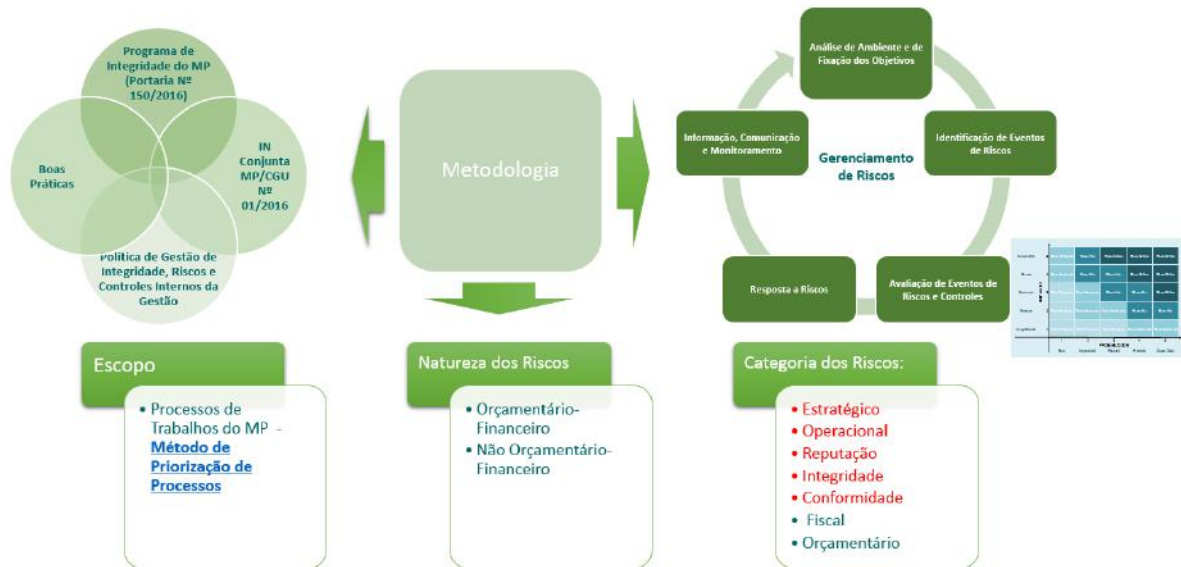 Programa de
Integridade do MP
(Portaria Nº
150/2016)
Boas
Práticas
IN
Conjunta
MP/CGU
Nº
01/2016
Política de Gestão de
Integridade, Riscos e
Controles Internos da
Gestão
Metodologia
Análise de Ambiente e de
Fixação dos Objetivos
Informação, Comunicação
e Monitoramento
Identificação de Eventos
de Riscos
Gerenciamento
de Riscos
Resposta a Riscos
Avaliação de Eventos de
Riscos e Controles
Escopo
• Processos de
Trabalhos do MP -
Método de
Priorização de
Processos
Natureza dos Riscos
• Orçamentário-
Financeiro
• Não Orçamentário-
Financeiro
Categoria dos Riscos:
• Estratégico
• Operacional
• Reputação
• Integridade
• Conformidade
• Fiscal
• Orçamentário